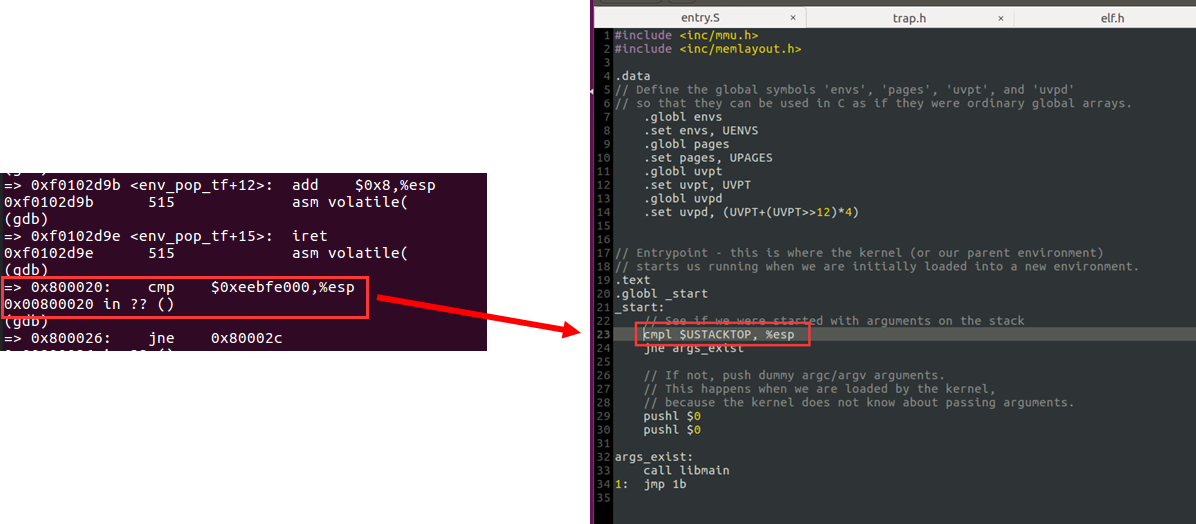 (gdb)
=> 0xf0102d9b <env_pop_tf+12>: add $0x8,%esp
0xf0102d9b 515 asm volatile(
(gdb)
=> 0xf0102d9e <env_pop_tf+15>: iret
0xf0102d9e 515 asm volatile(
(gdb)
=> 0x800020: cmp $0xeebfe000,%esp
0x00800020 in ?? ()
(gdb)
=> 0x800026: jne 0x80002c
entry.S × trap.h × elf.h
1 #include <inc/mmu.h>
2 #include <inc/memlayout.h>
3
4 .data
5 // Define the global symbols 'envs', 'pages', 'uvpt', and 'uvpd'
6 // so that they can be used in C as if they were ordinary global arrays.
7 .globl envs
8 .set envs, UENVS
9 .globl pages
10 .set pages, UPAGES
11 .globl uvpt
12 .set uvpt, UVPT
13 .globl uvpd
14 .set uvpd, (UVPT+(UVPT>>12)*4)
15
16
17 // Entrypoint - this is where the kernel (or our parent environment)
18 // starts us running when we are initially loaded into a new environment.
19 .text
20 .globl _start
21 _start:
22 // See if we were started with arguments on the stack
23 cmpl $USTACKTOP, %esp
24 jne args_exist
25
26 // If not, push dummy argc/argv arguments.
27 // This happens when we are loaded by the kernel,
28 // because the kernel does not know about passing arguments.
29 pushl $0
30 pushl $0
31
32 args_exist:
33 call libmain
34 1: jmp 1b
35